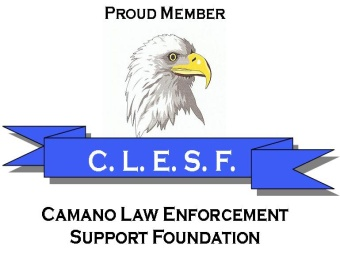 PROUD MEMBER
C. L. E. S. F.
CAMANO LAW ENFORCEMENT
SUPPORT FOUNDATION